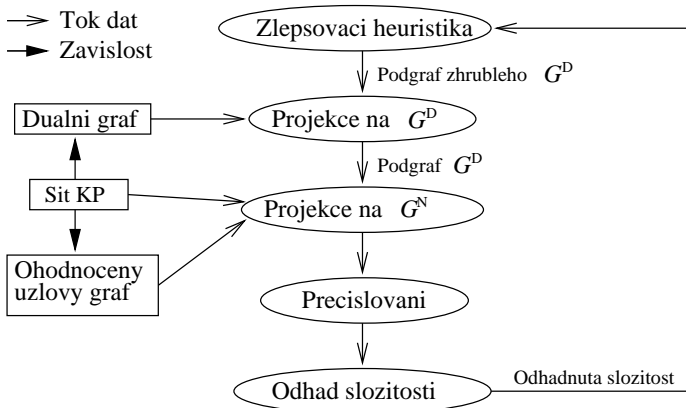 Tok dat
Zavislost
Zlepsovaci heuristika
Podgraf zhrubleho G^D
Dualni graf
Projekce na G^D
Podgraf G^D
Sit KP
Projekce na G^N
Ohodnoceny
uzlovy graf
Precislovani
Odhad slozitosti
Odhadnuta slozitost